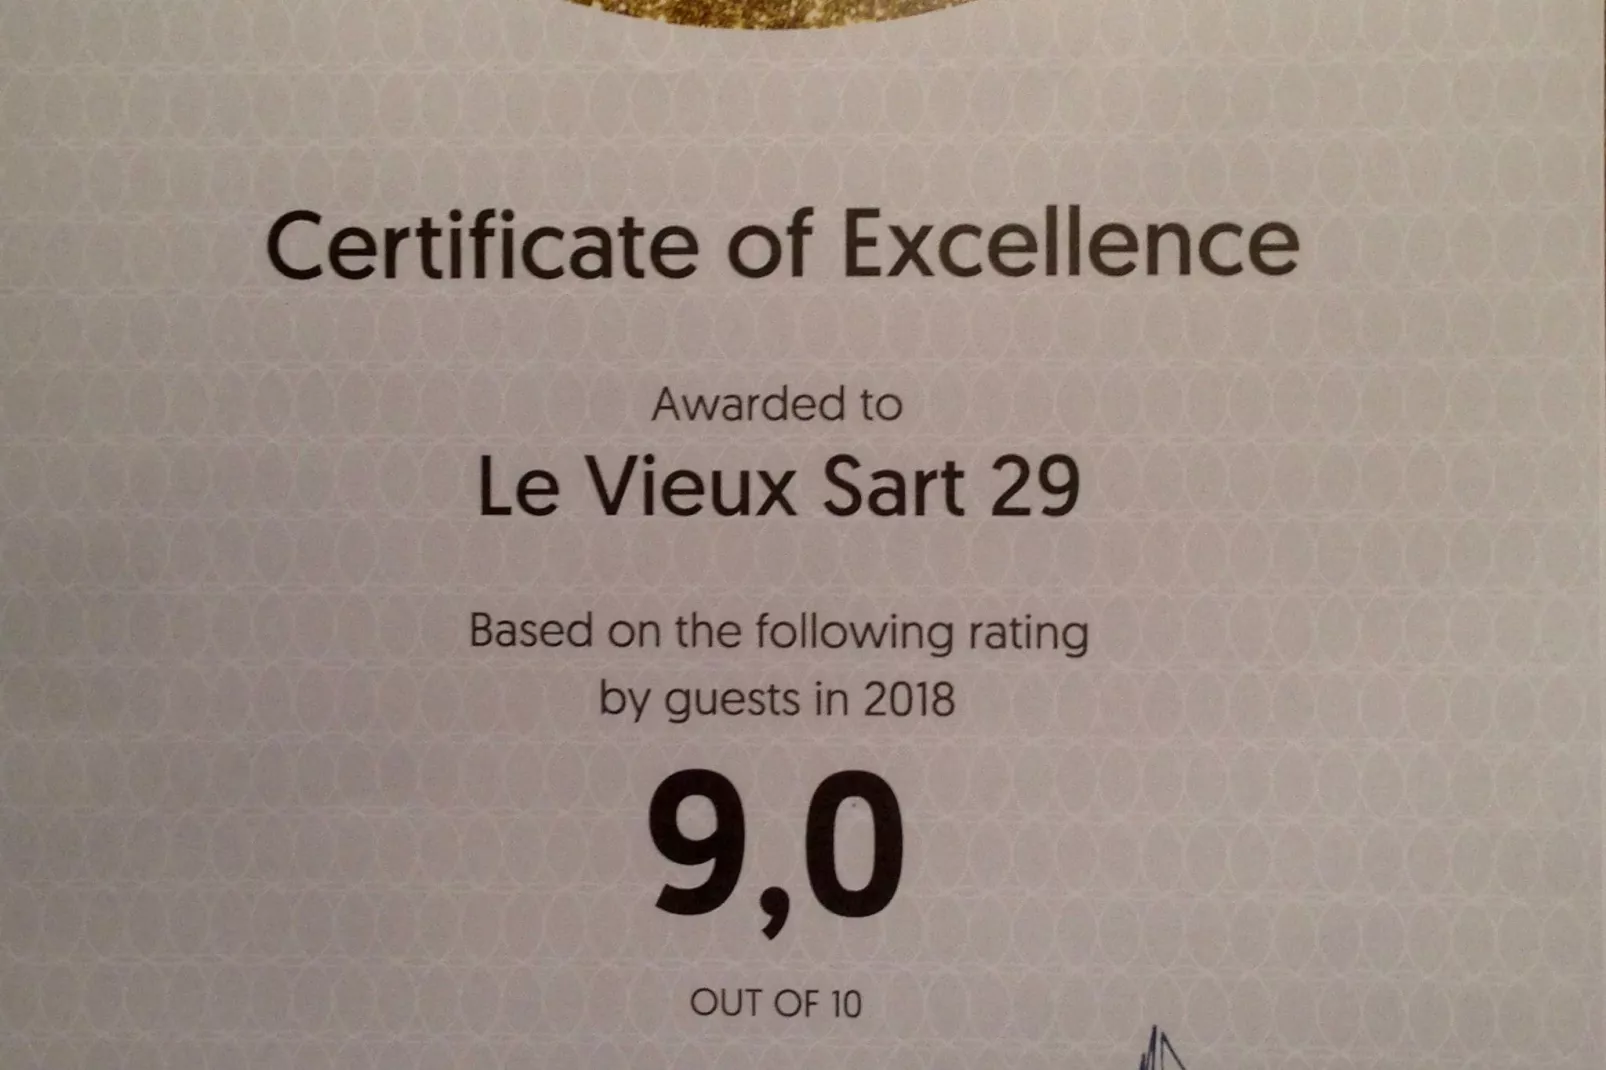 Certificate of Excellence
Awarded to
Le Vieux Sart 29
Based on the following rating
by guests in 2018
9,0
OUT OF 10